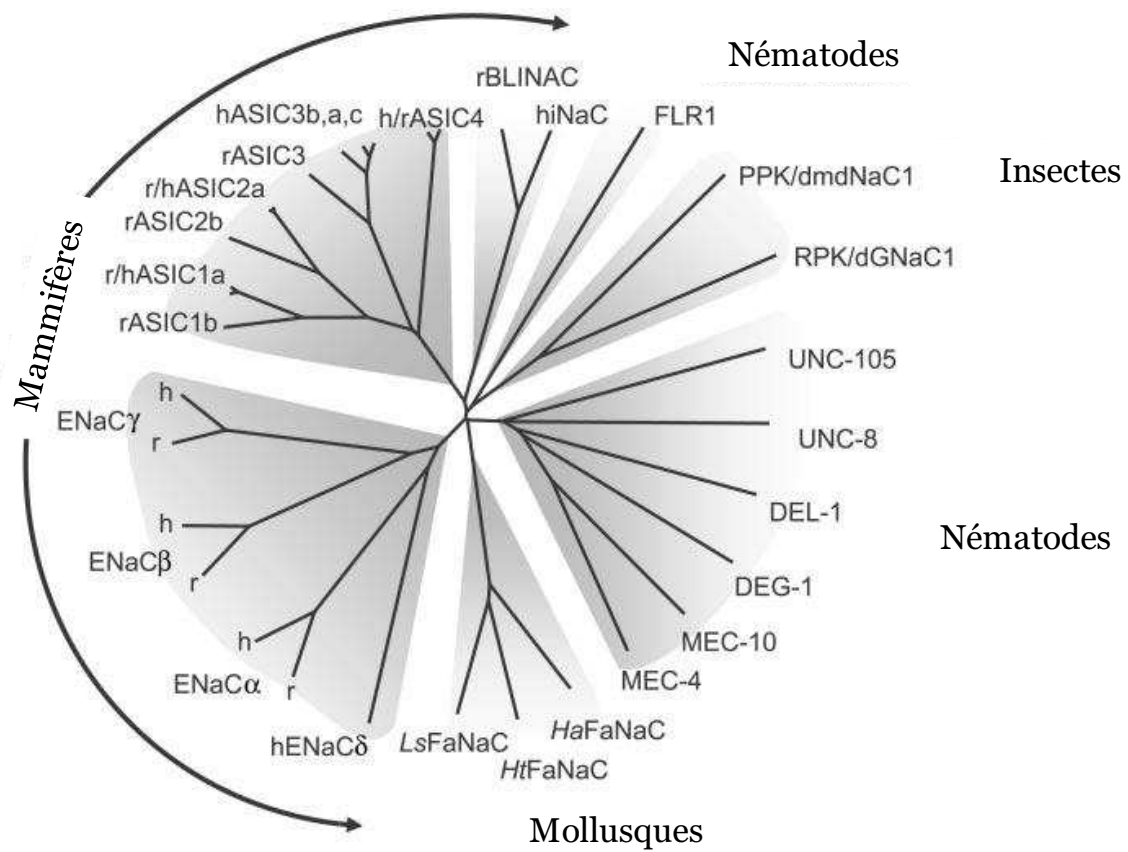 Nématodes
rBLINAC
hASIC3b,a,c
h/rASIC4
hiNaC
FLR1
rASIC3
Insectes
PPK/dmdNaC1
r/hASIC2a
rASIC2b
RPK/dGNaC1
r/hASIC1a
rASIC1b
Mammifères
UNC-105
h
ENaCγ
r
UNC-8
DEL-1
h
ENaCβ
r
Nématodes
DEG-1
h
MEC-10
ENaCα
r
MEC-4
hENaCδ
LsFaNaC
HaFaNaC
HtFaNaC
Mollusques